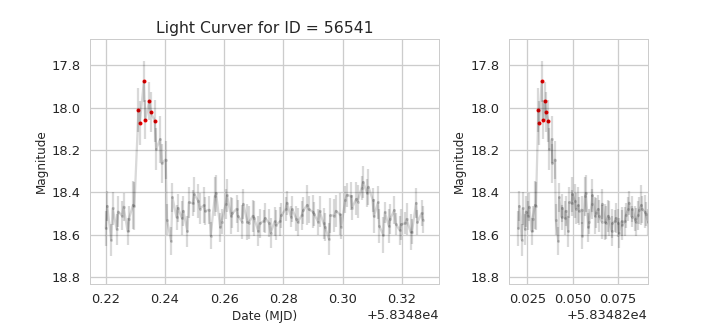 Light Curver for ID = 56541
Magnitude
17.8
18.0
18.2
18.4
18.6
18.8
0.22 0.24 0.26 0.28 0.30 0.32
Date (MJD)
+5.8348e4
Magnitude
17.8
18.0
18.2
18.4
18.6
18.8
0.025 0.050 0.075
+5.83482e4